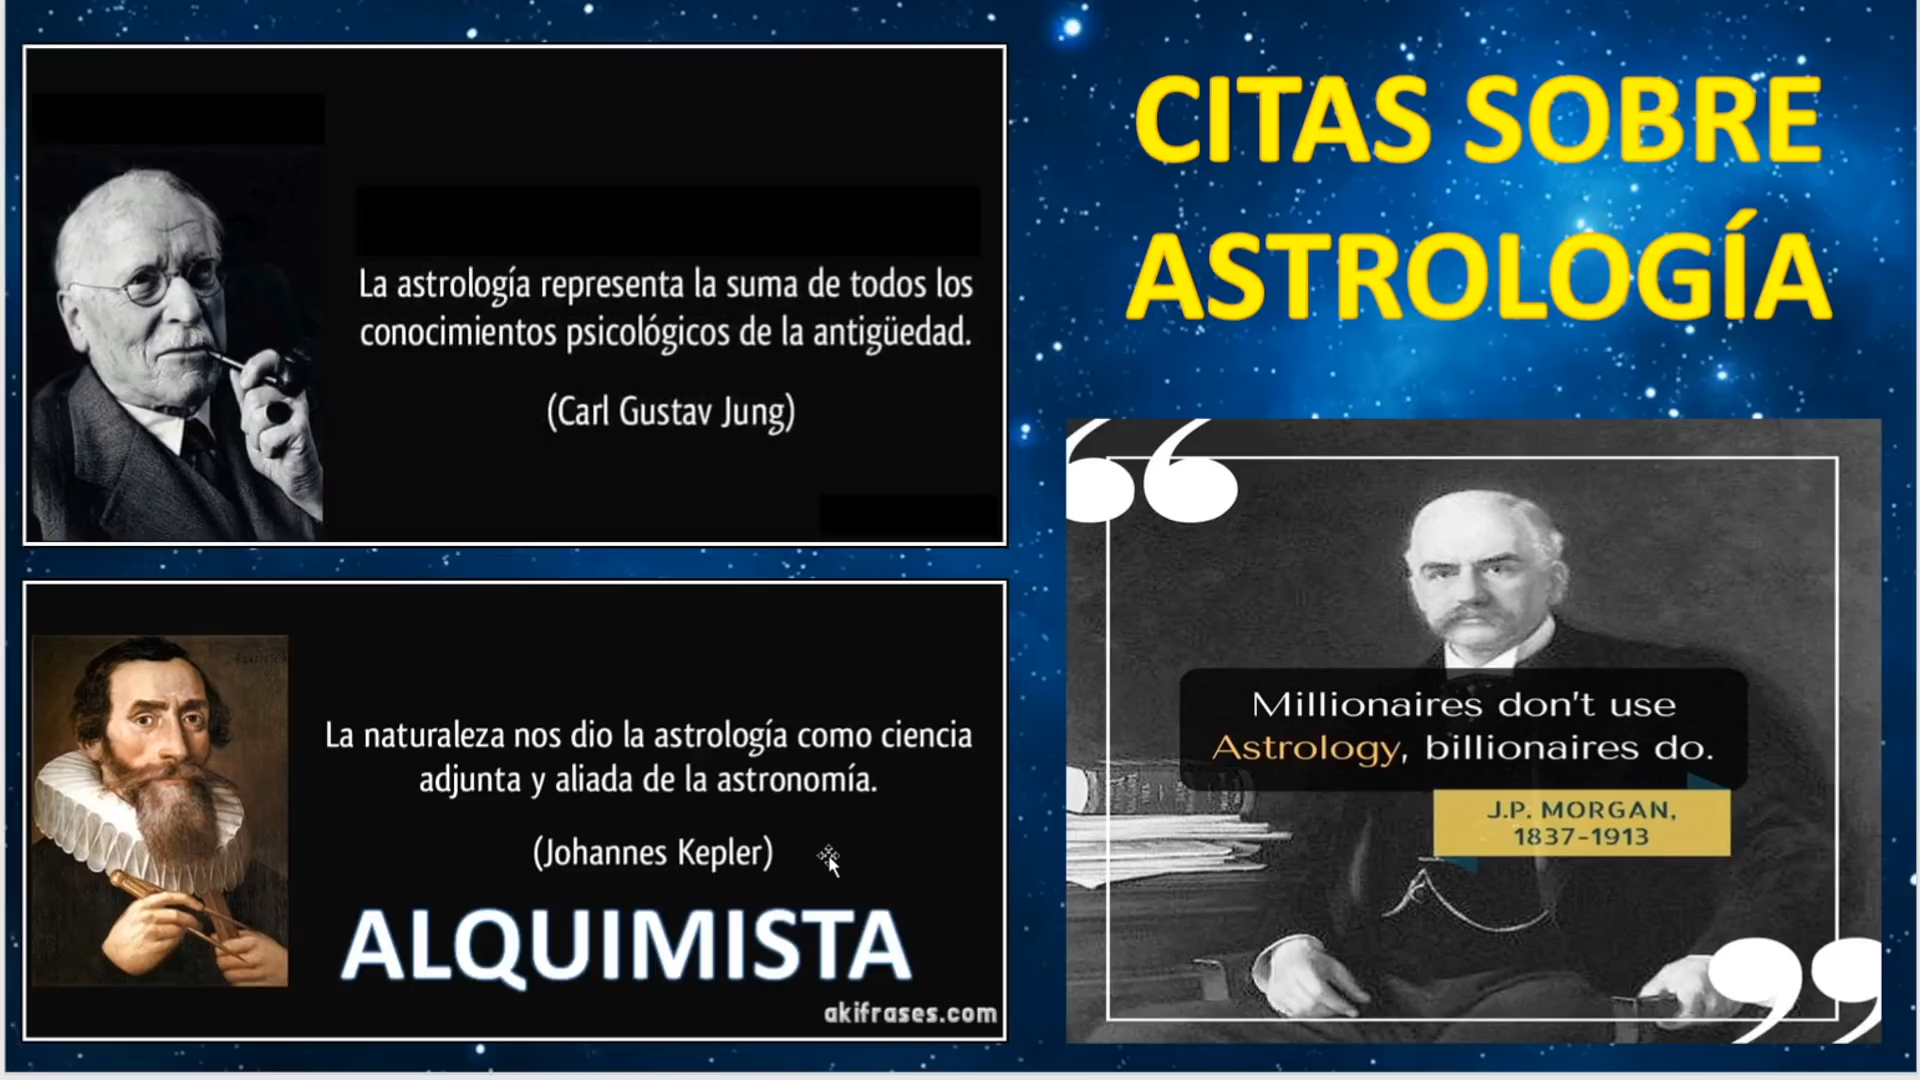 CITAS SOBRE
ASTROLOGÍA
La astrología representa la suma de todos los
conocimientos psicológicos de la antigüedad.
(Carl Gustav Jung)
La naturaleza nos dio la astrología como ciencia
adjunta y aliada de la astronomía.
(Johannes Kepler)
ALQUIMISTA
akifrases.com
“
Millionaires don't use
Astrology, billionaires do.
J.P. MORGAN,
1837-1913
”